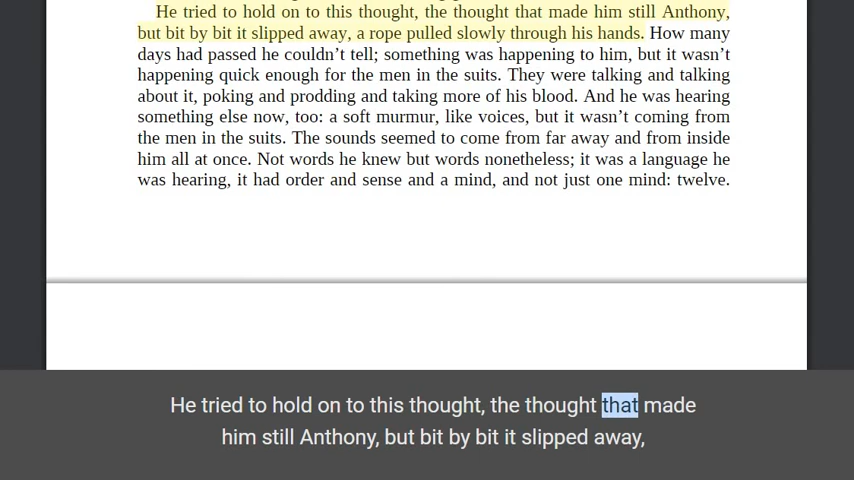 He tried to hold on to this thought, the thought that made him still Anthony,
but bit by bit it slipped away, a rope pulled slowly through his hands. How many
days had passed he couldn’t tell; something was happening to him, but it wasn’t
happening quick enough for the men in the suits. They were talking and talking
about it, poking and prodding and taking more of his blood. And he was hearing
something else now, too: a soft murmur, like voices, but it wasn’t coming from
the men in the suits. The sounds seemed to come from far away and from inside
him all at once. Not words he knew but words nonetheless; it was a language he
was hearing, it had order and sense and a mind, and not just one mind: twelve.
He tried to hold on to this thought, the thought that made
him still Anthony, but bit by bit it slipped away,